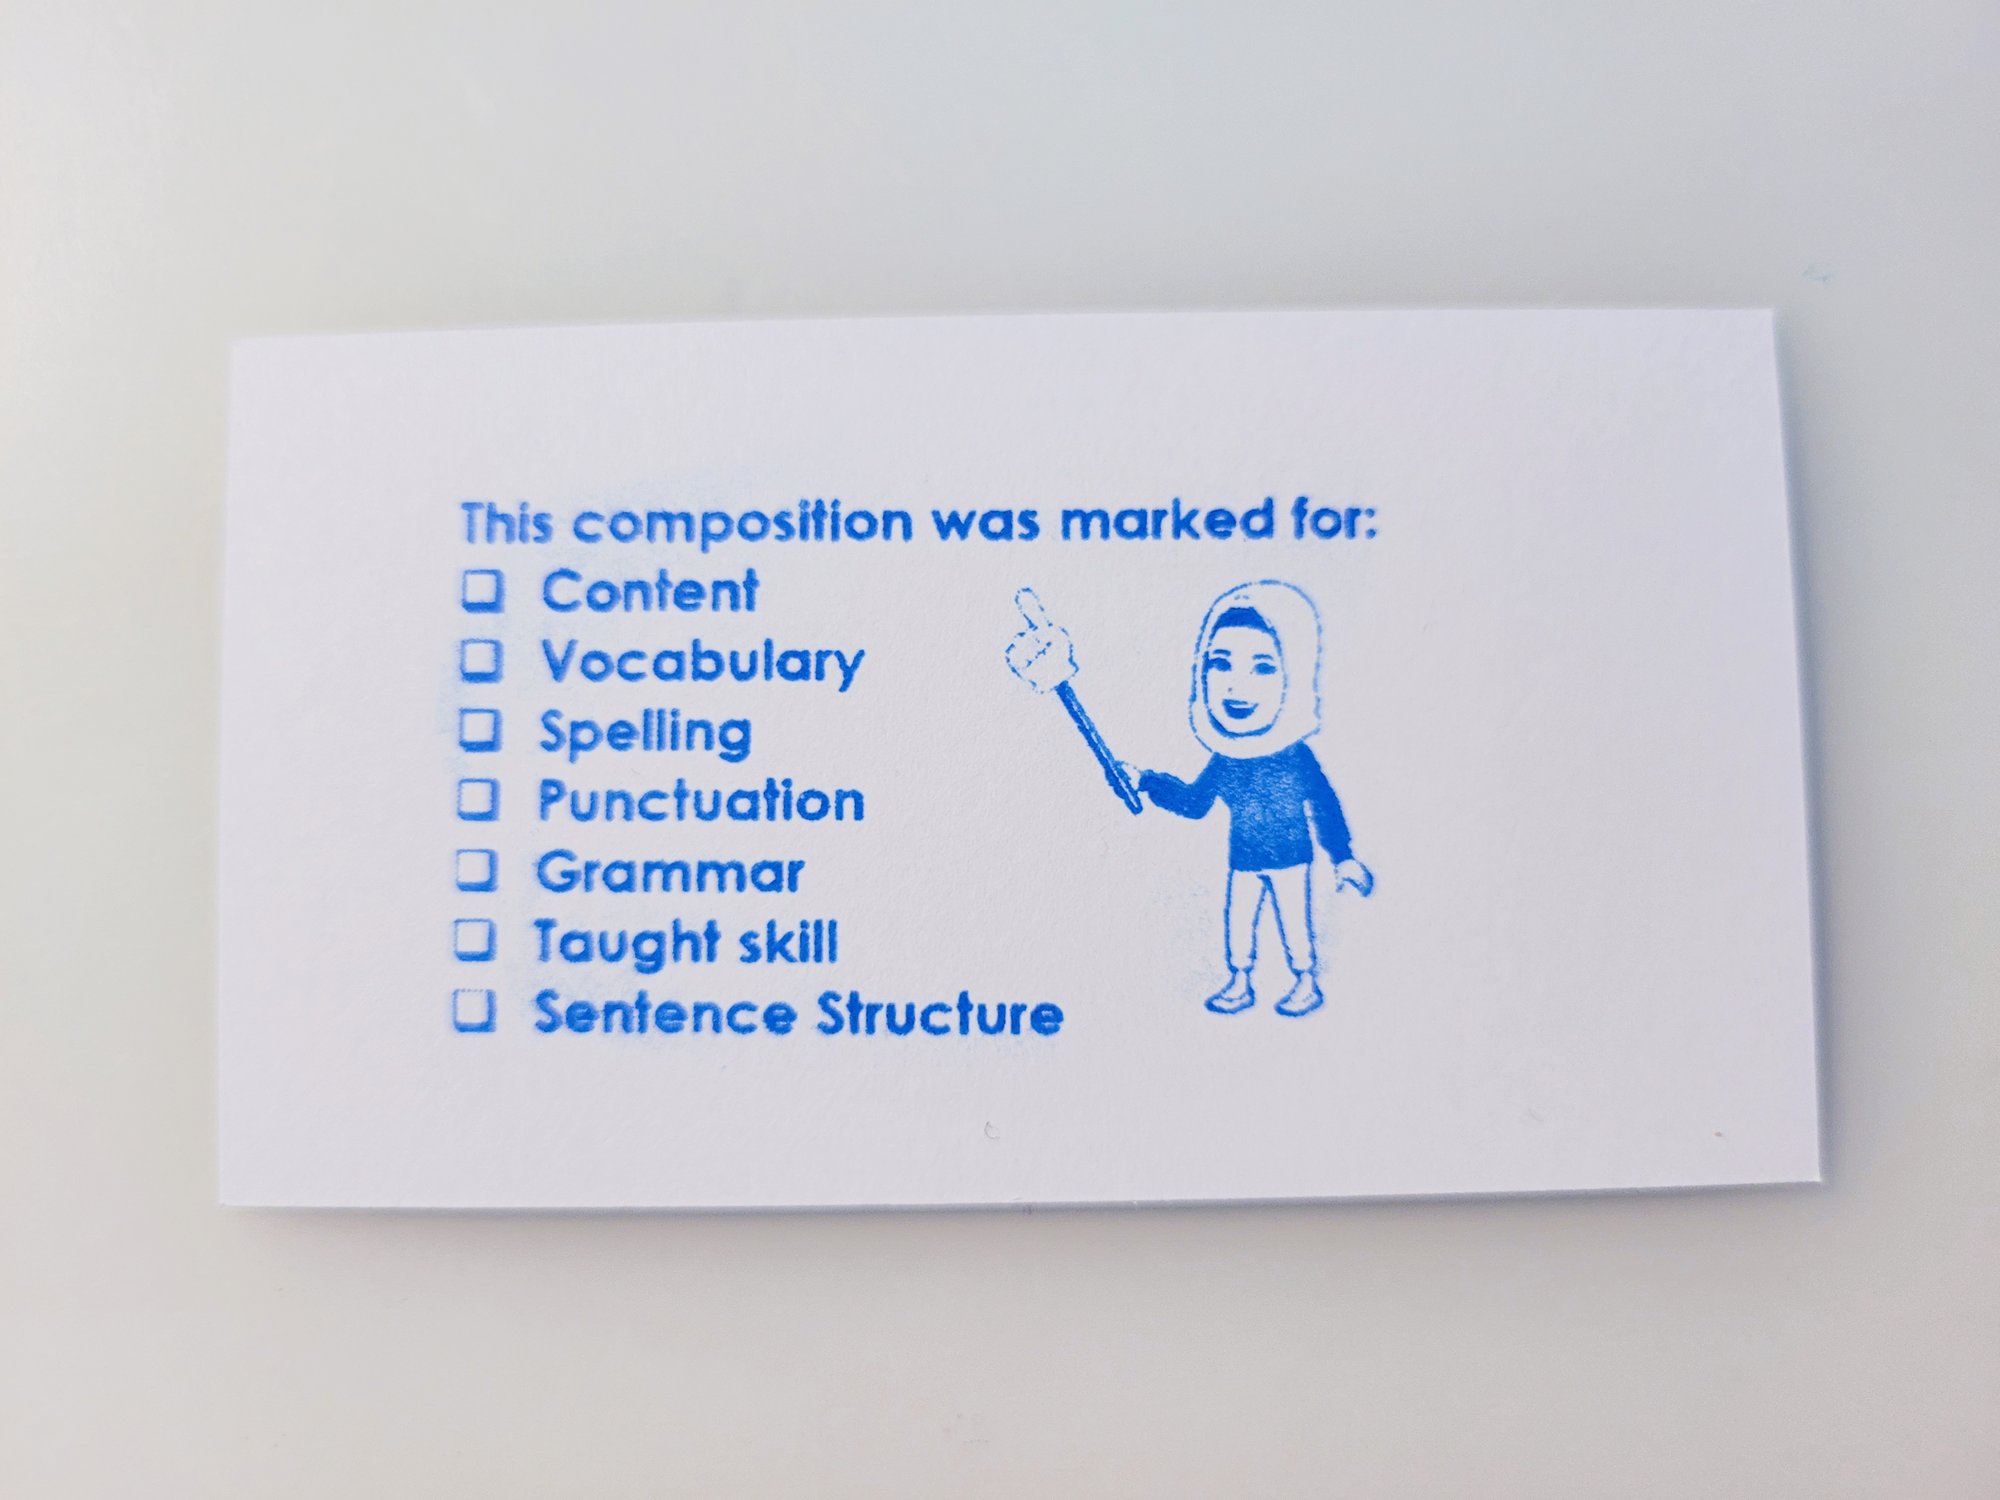 This composition was marked for:
❑ Content
❑ Vocabulary
❑ Spelling
❑ Punctuation
❑ Grammar
❑ Taught skill
❑ Sentence Structure